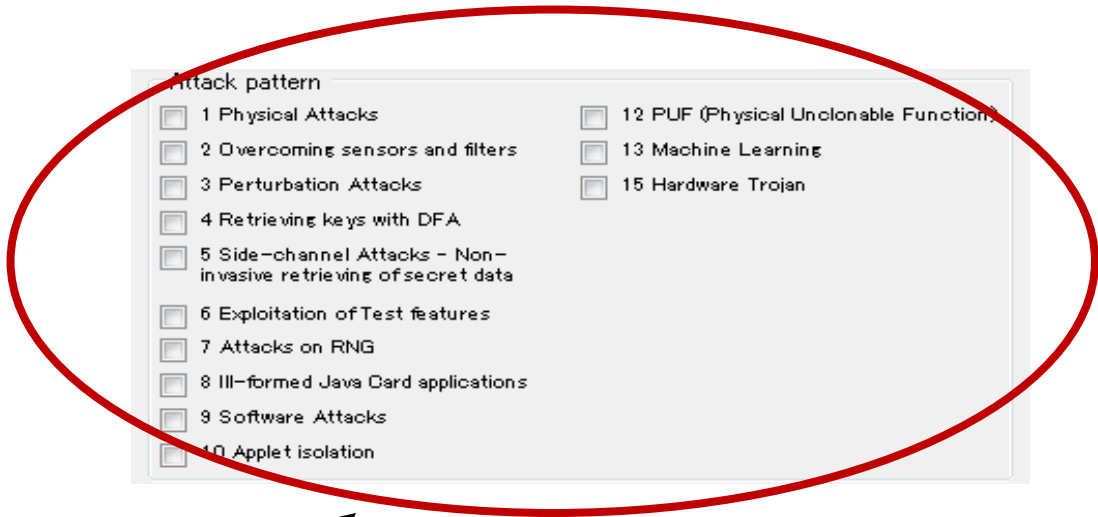 Attack pattern
1 Physical Attacks
2 Overcoming sensors and filters
3 Perturbation Attacks
4 Retrieving keys with DFA
5 Side-channel Attacks - Non-
invasive retrieving of secret data
6 Exploitation of Test features
7 Attacks on RNG
8 Ill-formed Java Card applications
9 Software Attacks
10 Applet isolation
12 PUF (Physical Unclonable Function)
13 Machine Learning
15 Hardware Trojan